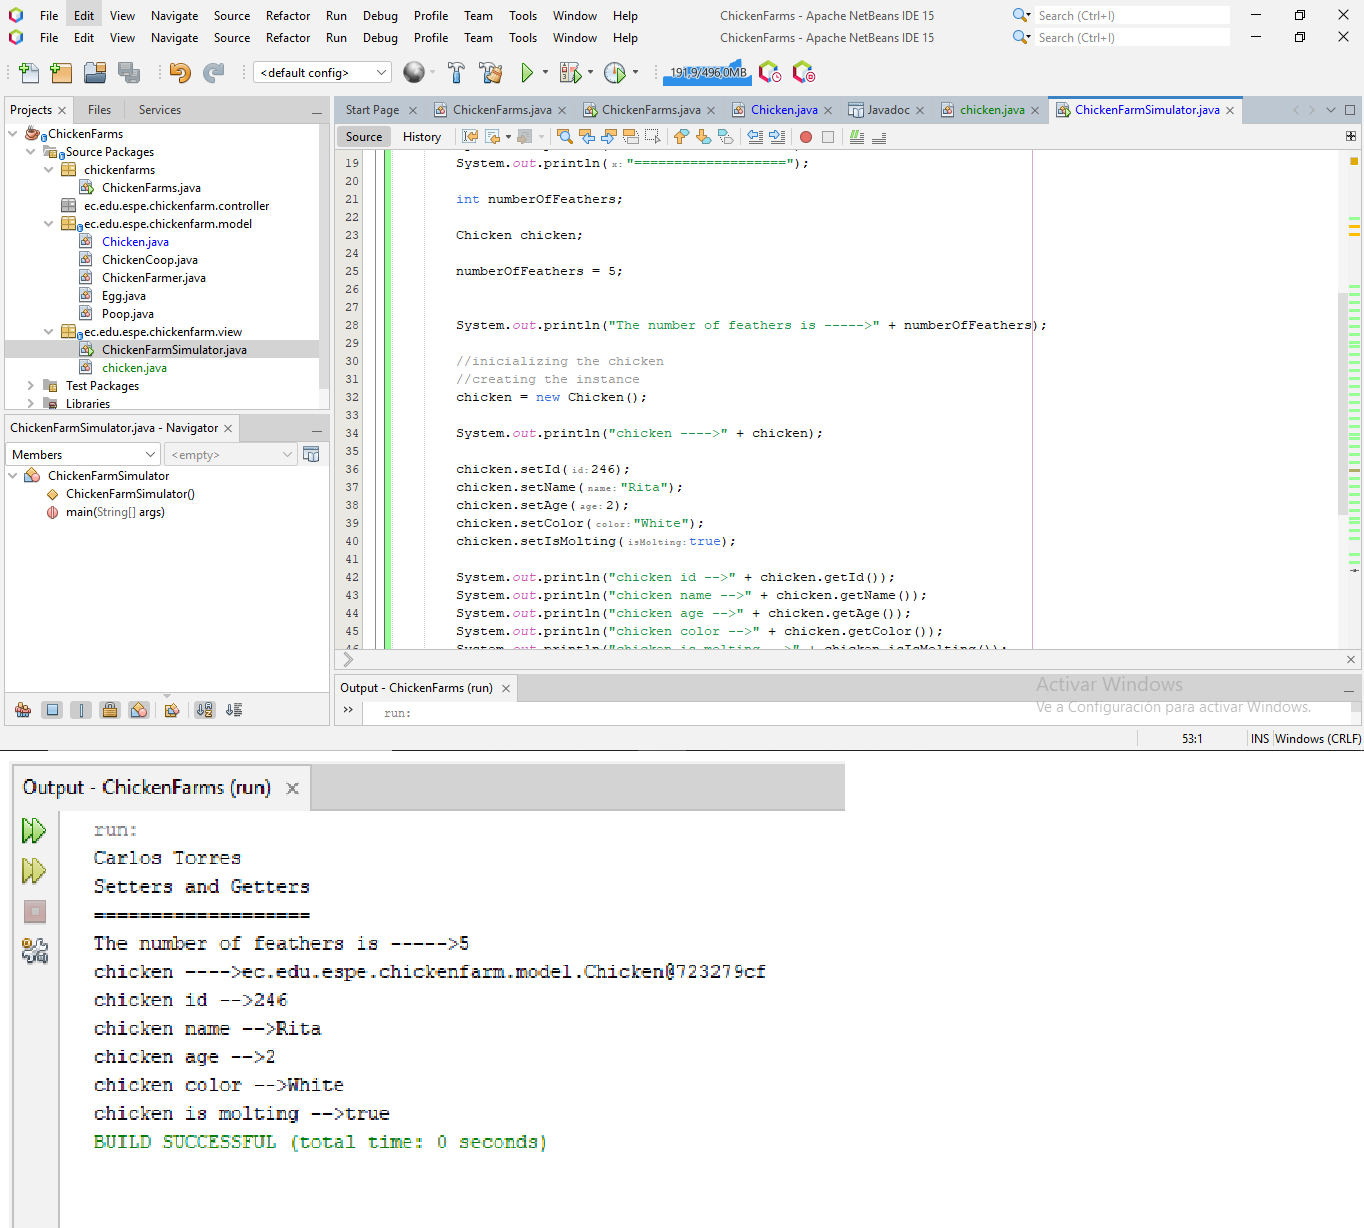 File Edit View Navigate Source Refactor Run Debug Profile Team Tools Window Help ChickenFarms - Apache NetBeans IDE 15 Search (Ctrl+I)
File Edit View Navigate Source Refactor Run Debug Profile Team Tools Window Help ChickenFarms - Apache NetBeans IDE 15 Search (Ctrl+I)
<default config> 191,9/496,0MB
Projects Files Services
ChickenFarms
Source Packages
chickenfarms
ChickenFarms.java
ec.edu.espe.chickenfarm.controller
ec.edu.espe.chickenfarm.model
Chicken.java
ChickenCoop.java
ChickenFarmer.java
Egg.java
Poop.java
ec.edu.espe.chickenfarm.view
ChickenFarmSimulator.java
chicken.java
Test Packages
Libraries
ChickenFarmSimulator.java - Navigator
Members <empty>
ChickenFarmSimulator
ChickenFarmSimulator()
main(String[] args)
Start Page ChickenFarms.java ChickenFarms.java Chicken.java Javadoc chicken.java ChickenFarmSimulator.java
Source History
19 System.out.println( x: "===================");
20
21 int numberOfFeathers;
22
23 Chicken chicken;
24
25 numberOfFeathers = 5;
26
27
28 System.out.println("The number of feathers is ----->" + numberOfFeathers);
29
30 //inicializing the chicken
31 //creating the instance
32 chicken = new Chicken();
33
34 System.out.println("chicken ---->" + chicken);
35
36 chicken.setId( id: 246);
37 chicken.setName( name: "Rita");
38 chicken.setAge( age: 2);
39 chicken.setColor( color: "White");
40 chicken.setIsMolting( isMolting: true);
41
42 System.out.println("chicken id -->" + chicken.getId());
43 System.out.println("chicken name -->" + chicken.getName());
44 System.out.println("chicken age -->" + chicken.getAge());
45 System.out.println("chicken color -->" + chicken.getColor());
46 System.out.println("chicken is molting -->" + chicken.isIsMolting());
Output - ChickenFarms (run)
run:
Activar Windows
Ve a Configuración para activar Windows.
53:1 INS Windows (CRLF)
Output - ChickenFarms (run)
run:
Carlos Torres
Setters and Getters
===================
The number of feathers is ----->5
chicken ---->ec.edu.espe.chickenfarm.model.Chicken@723279cf
chicken id -->246
chicken name -->Rita
chicken age -->2
chicken color -->White
chicken is molting -->true
BUILD SUCCESSFUL (total time: 0 seconds)